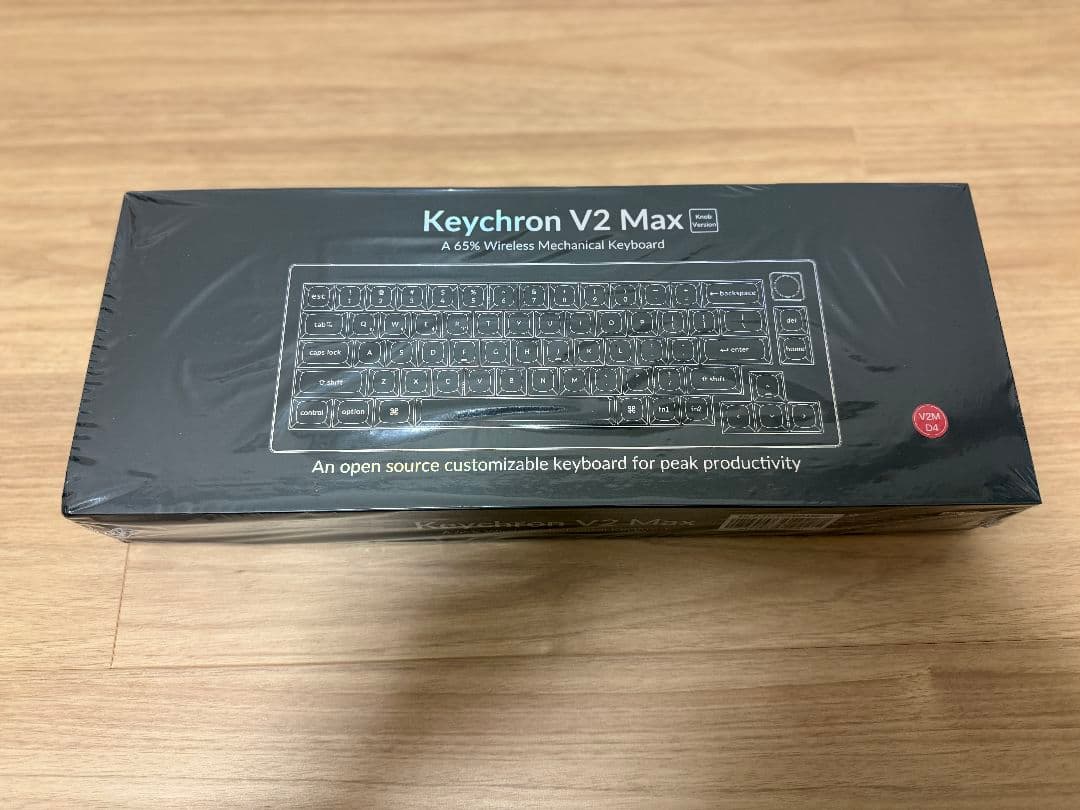 Keychron V2 Max
Knob
Version
A 65% Wireless Mechanical Keyboard
esc
backspace
tab Q W E R T Y U I O P del
caps lock A S D F G H J K L enter home
shift Z X C V B N M shift
control option ⌘ ⌘ fn1 fn2
V2M
D4
An open source customizable keyboard for peak productivity
Keychron V2 Max